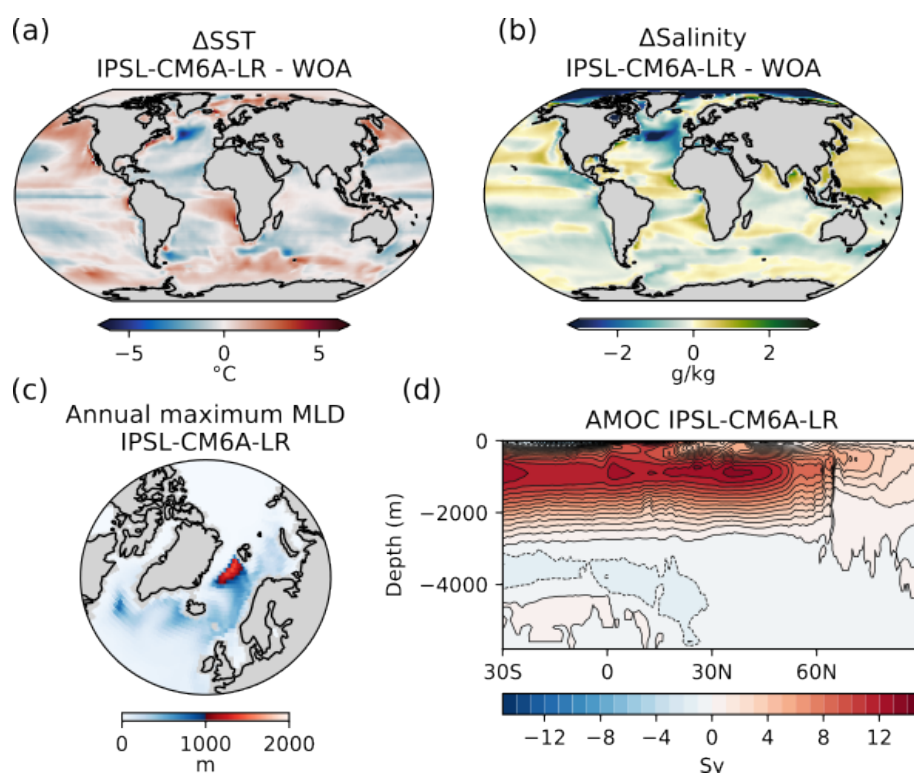 (a)
ΔSST
IPSL-CM6A-LR - WOA
−5 0 5
°C
(b)
ΔSalinity
IPSL-CM6A-LR - WOA
−2 0 2
g/kg
(c)
Annual maximum MLD
IPSL-CM6A-LR
0 1000 2000
m
(d)
AMOC IPSL-CM6A-LR
Depth (m)
0
−2000
−4000
30S 0 30N 60N
−12 −8 −4 0 4 8 12
Sv